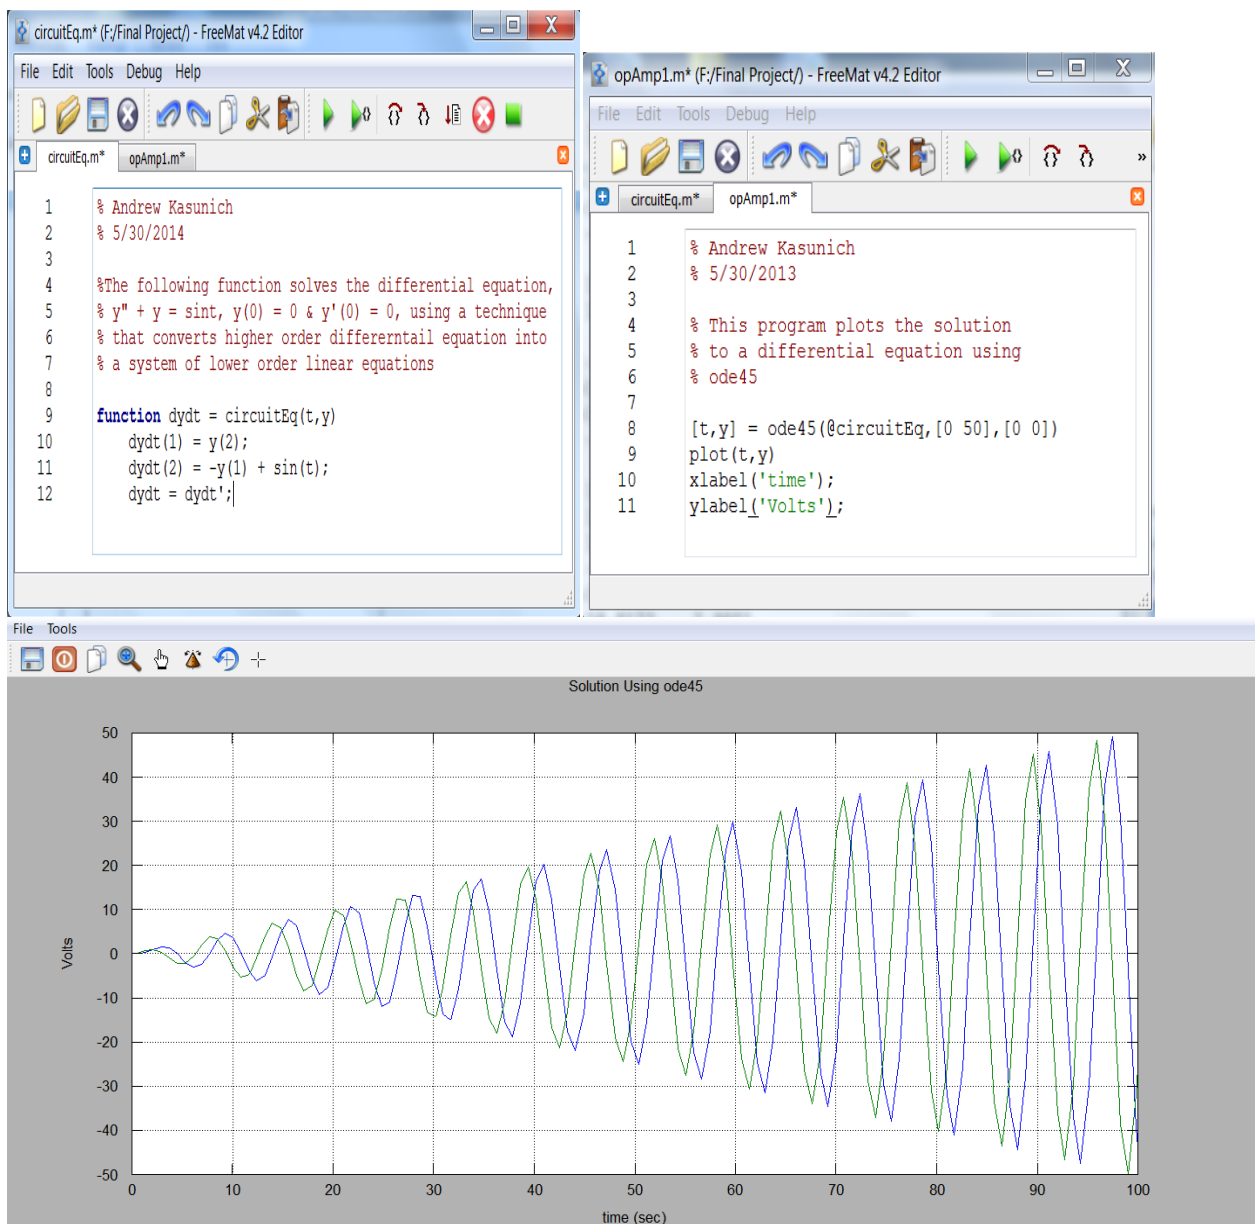 circuitEq.m* (F:/Final Project/) - FreeMat v4.2 Editor
File Edit Tools Debug Help
circuitEq.m* opAmp1.m*
1 % Andrew Kasunich
2 % 5/30/2014
3
4 %The following function solves the differential equation,
5 % y" + y = sint, y(0) = 0 & y'(0) = 0, using a technique
6 % that converts higher order differerntail equation into
7 % a system of lower order linear equations
8
9 function dydt = circuitEq(t,y)
10 dydt(1) = y(2);
11 dydt(2) = -y(1) + sin(t);
12 dydt = dydt';
opAmp1.m* (F:/Final Project/) - FreeMat v4.2 Editor
File Edit Tools Debug Help
»
circuitEq.m* opAmp1.m*
1 % Andrew Kasunich
2 % 5/30/2013
3
4 % This program plots the solution
5 % to a differential equation using
6 % ode45
7
8 [t,y] = ode45(@circuitEq,[0 50],[0 0])
9 plot(t,y)
10 xlabel('time');
11 ylabel('Volts');
File Tools
Solution Using ode45
50
40
30
20
10
0
-10
-20
-30
-40
-50
Volts
0 10 20 30 40 50 60 70 80 90 100
time (sec)